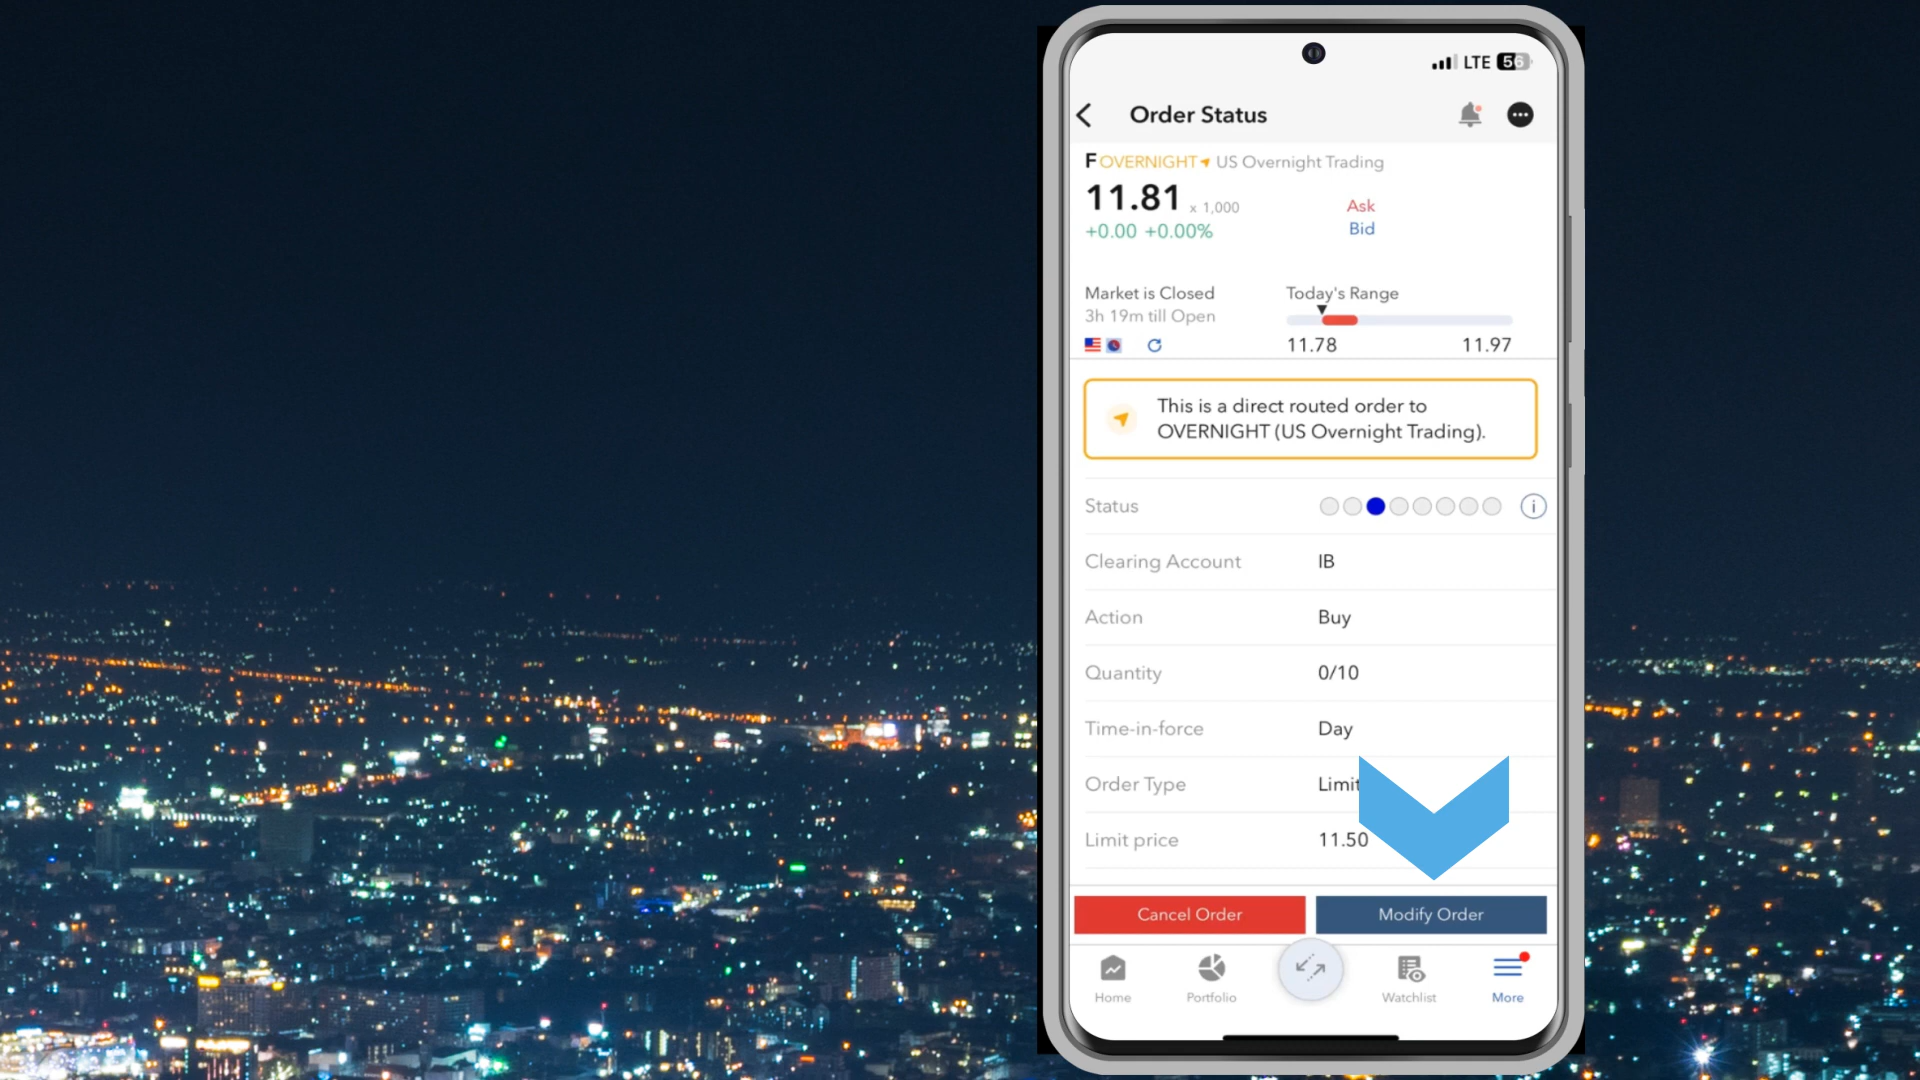 LTE 56
Order Status
F OVERNIGHT US Overnight Trading
11.81 x 1,000
Ask
+0.00 +0.00%
Bid
Market is Closed
Today's Range
3h 19m till Open
11.78
11.97
This is a direct routed order to
OVERNIGHT (US Overnight Trading).
Status
Clearing Account
IB
Action
Buy
Quantity
0/10
Time-in-force
Day
Order Type
Limit
Limit price
11.50
Cancel Order
Modify Order
Home
Portfolio
Watchlist
More